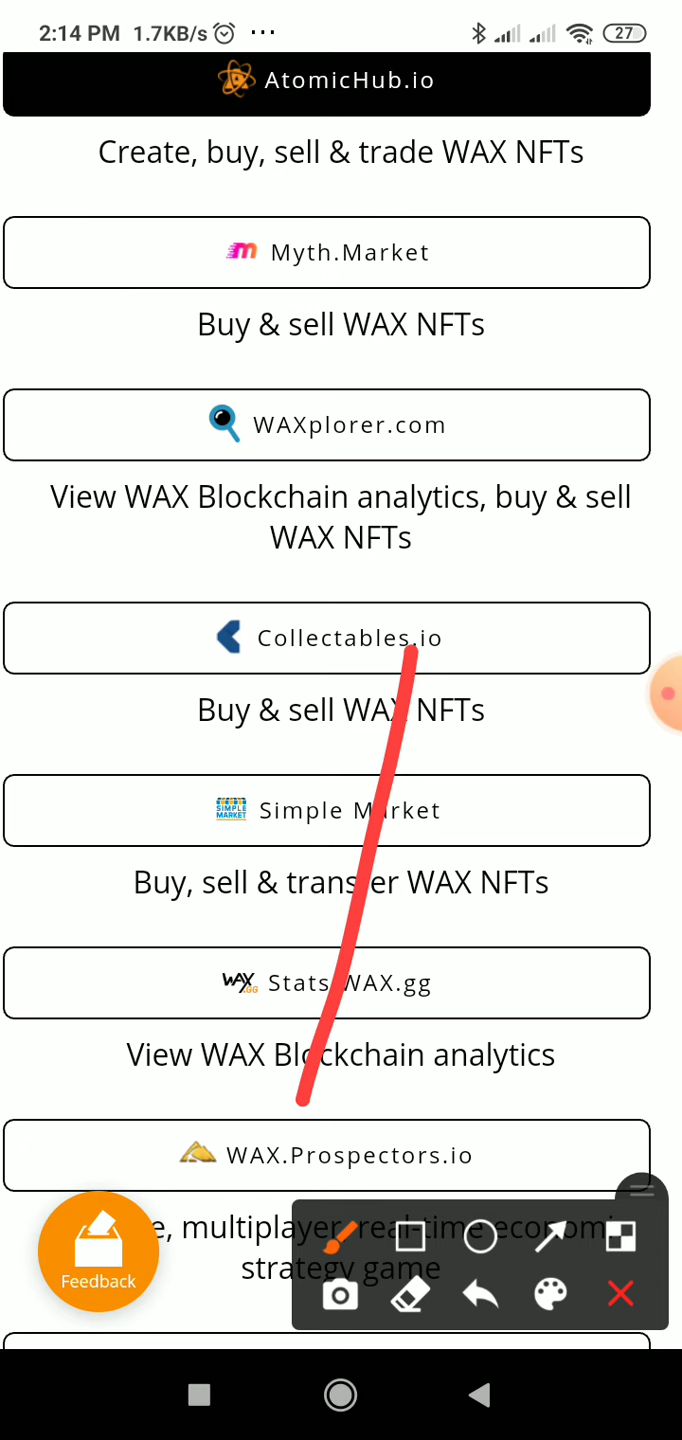 2:14 PM 1.7KB/s ... 27
AtomicHub.io
Create, buy, sell & trade WAX NFTs
Myth.Market
Buy & sell WAX NFTs
WAXplorer.com
View WAX Blockchain analytics, buy & sell
WAX NFTs
Collectables.io
Buy & sell WAX NFTs
SIMPLE MARKET Simple Market
Buy, sell & transfer WAX NFTs
WAX.GG Stats.WAX.gg
View WAX Blockchain analytics
WAX.Prospectors.io
multiplayer, real-time economi
strategy game
Feedback